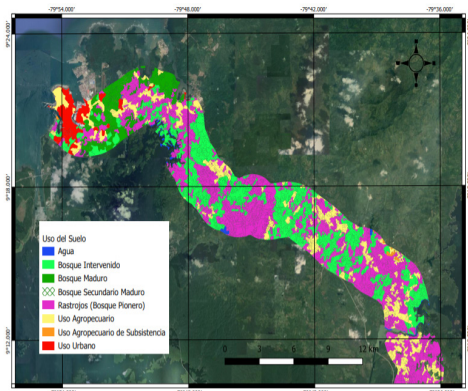 -79°54.000 -79°48.000 -79°42.000 -79°36.000
9°24.000
9°18.000
9°12.000
Uso del Suelo
Agua
Bosque Intervenido
Bosque Maduro
Bosque Secundario Maduro
Rastrojos (Bosque Pionero)
Uso Agropecuario
Uso Agropecuario de Subsistencia
Uso Urbano
0 3 6 9 12 km